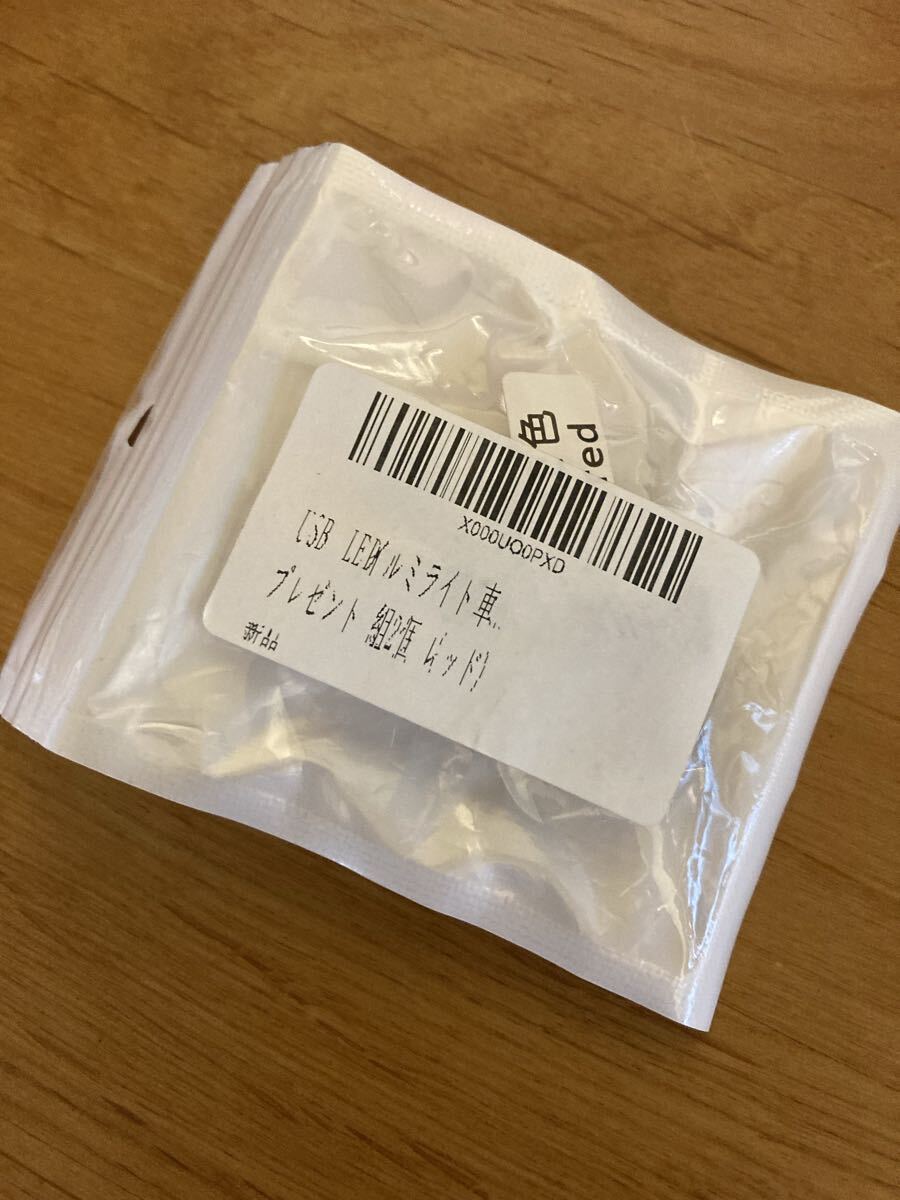 色
red
X000UO0PXD
USB LEDイルミライト 車...
プレゼント 組2個 (レッド)
新品